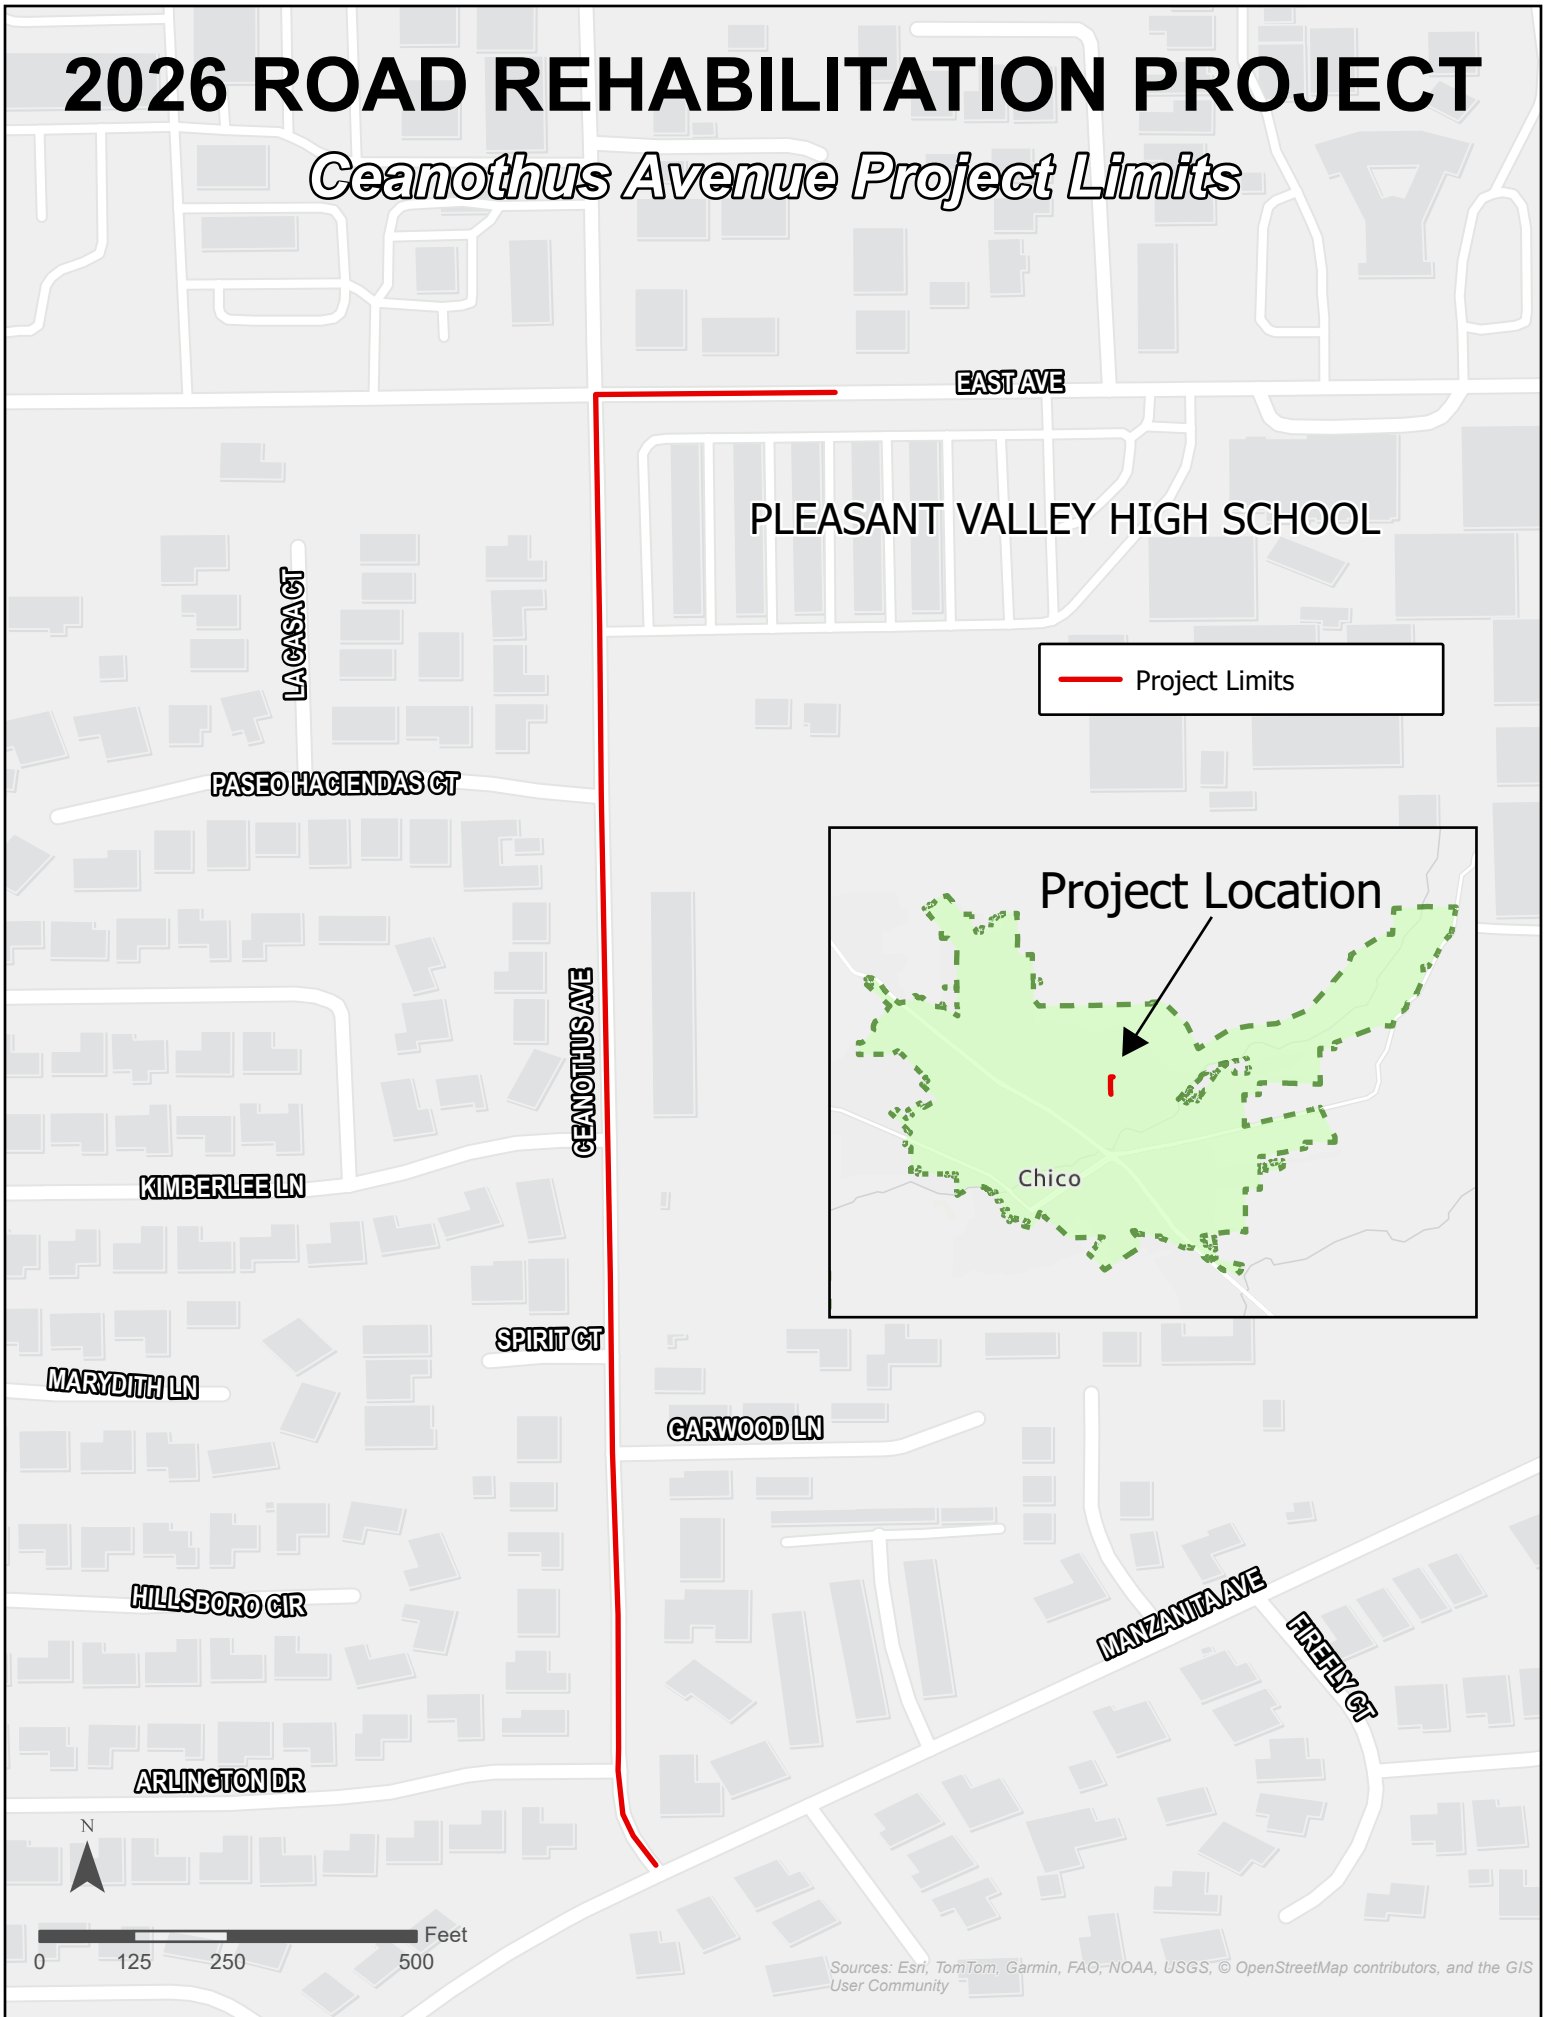 2026 ROAD REHABILITATION PROJECT
Ceanothus Avenue Project Limits
EAST AVE
PLEASANT VALLEY HIGH SCHOOL
LA CASA CT
Project Limits
PASEO HACIENDAS CT
Project Location
CEANOTHUS AVE
Chico
KIMBERLEE LN
SPIRIT CT
MARYDITH LN
GARWOOD LN
HILLSBORO CIR
MANZANITA AVE
FIREFLY CT
ARLINGTON DR
N
Feet
0 125 250 500
Sources: Esri, TomTom, Garmin, FAO, NOAA, USGS, © OpenStreetMap contributors, and the GIS
User Community